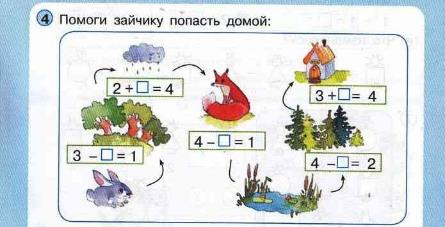 4 Помоги зайчику попасть домой:
2 + □ = 4
3 + □ = 4
4 − □ = 1
3 − □ = 1
4 − □ = 2